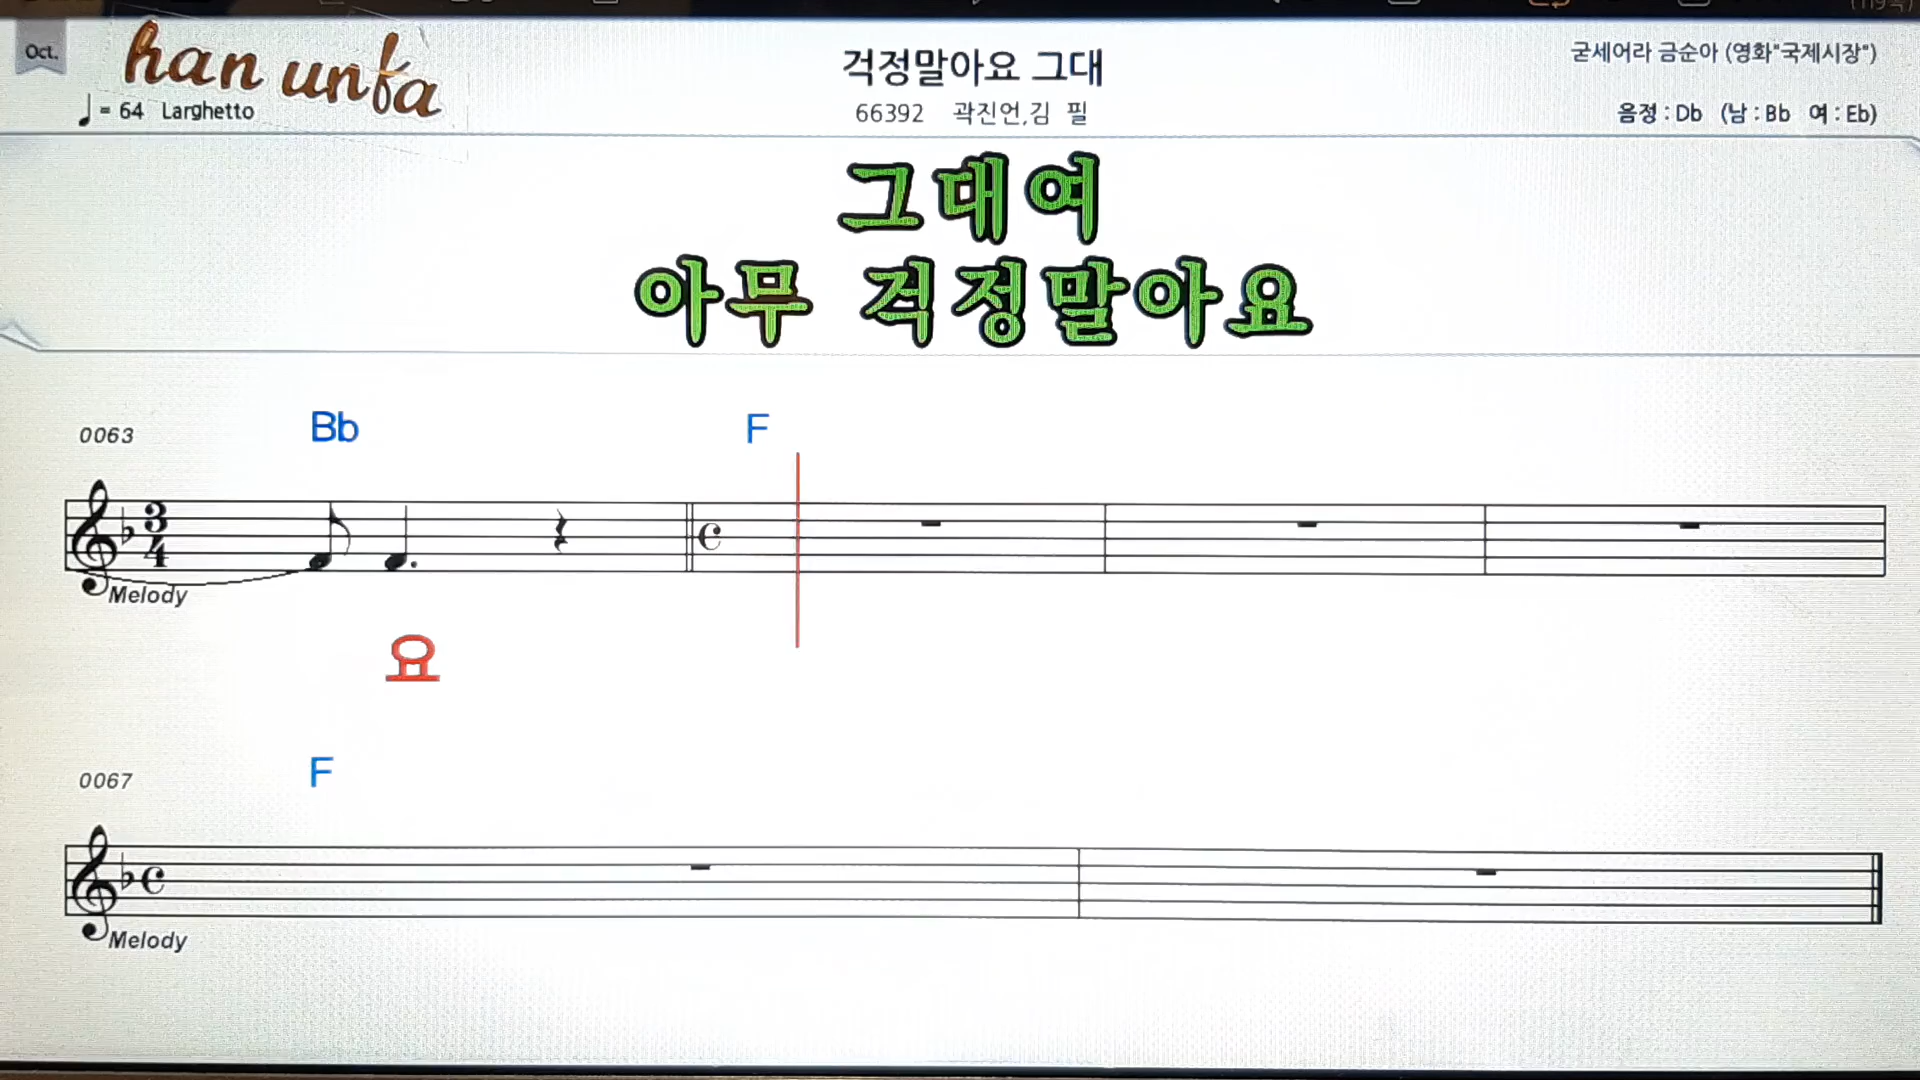 Oct.
han unfa
걱정말아요 그대
굳세어라 금순아 (영화"국제시장")
♩ = 64 Larghetto
66392 곽진언,김 필
음정 : Db (남 : Bb 여 : Eb)
그대여
아무 걱정말아요
0063
Bb
F
3
4
Melody
요
0067
F
Melody